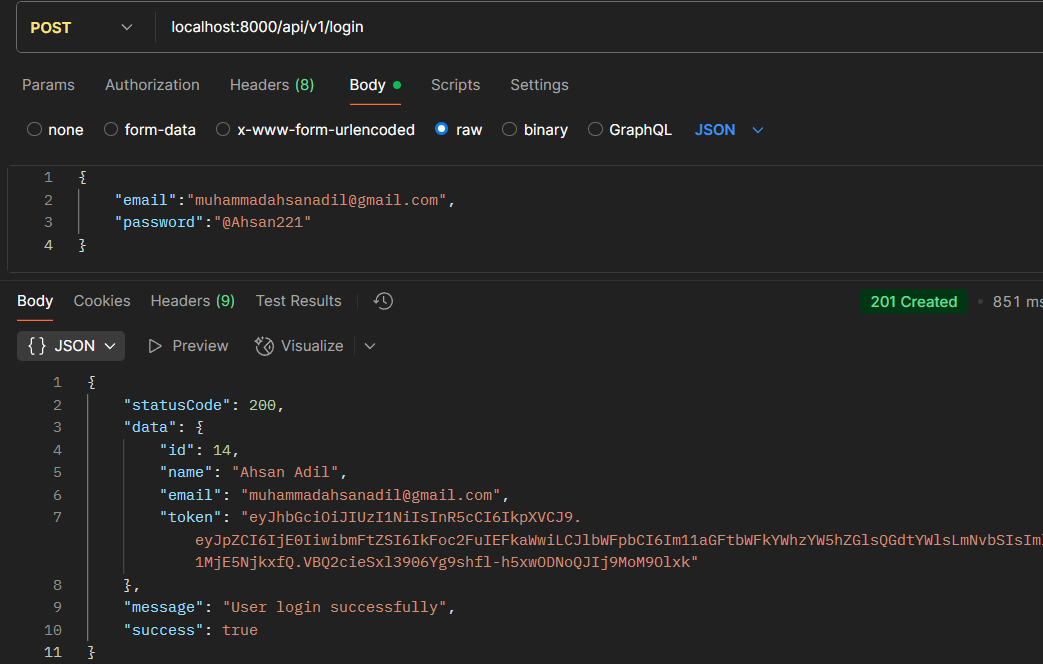 POST localhost:8000/api/v1/login
Params Authorization Headers (8) Body Scripts Settings
none form-data x-www-form-urlencoded raw binary GraphQL JSON
1 {
2 "email":"muhammadahsanadil@gmail.com",
3 "password":"@Ahsan221"
4 }
Body Cookies Headers (9) Test Results 201 Created • 851 ms
{} JSON Preview Visualize
1 {
2 "statusCode": 200,
3 "data": {
4 "id": 14,
5 "name": "Ahsan Adil",
6 "email": "muhammadahsanadil@gmail.com",
7 "token": "eyJhbGciOiJIUzI1NiIsInR5cCI6IkpXVCJ9.
eyJpZCI6IjE0IiwibmFtZSI6IkFoc2FuIEFkaWwiLCJlbWFpbCI6Im11aGFtbWFkYWhzYW5hZGlsQGdtYWlsLmNvbSIsIm
1MjE5NjkxfQ.VBQ2cieSxl3906Yg9shfl-h5xwODNoQJIj9MoM9Olxk"
8 },
9 "message": "User login successfully",
10 "success": true
11 }